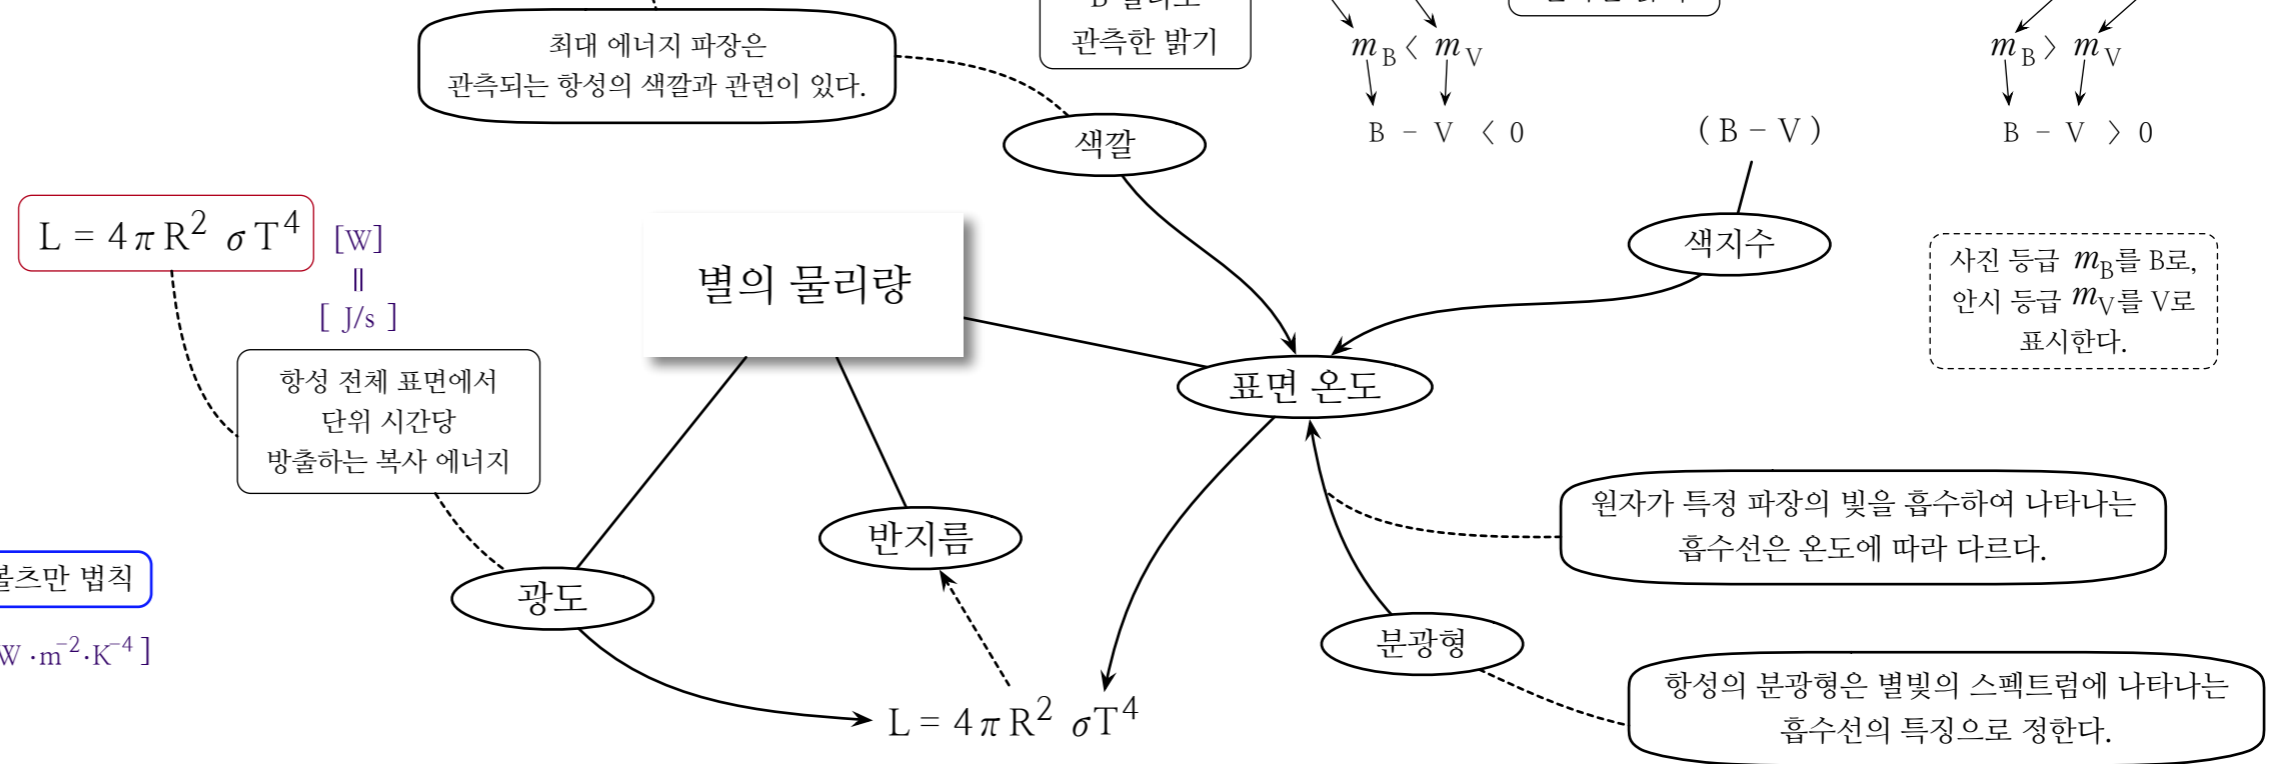 최대 에너지 파장은
관측되는 항성의 색깔과 관련이 있다.
관측한 밝기
m_B < m_V
B - V < 0
m_B > m_V
B - V > 0
색깔
( B - V )
색지수
사진 등급 m_B를 B로,
안시 등급 m_V를 V로
표시한다.
L = 4πR² σT⁴
[W]
||
[ J/s ]
별의 물리량
표면 온도
항성 전체 표면에서
단위 시간당
방출하는 복사 에너지
반지름
광도
원자가 특정 파장의 빛을 흡수하여 나타나는
흡수선은 온도에 따라 다르다.
분광형
항성의 분광형은 별빛의 스펙트럼에 나타나는
흡수선의 특징으로 정한다.
법칙
W·m⁻²·K⁻⁴ ]
L = 4πR² σT⁴